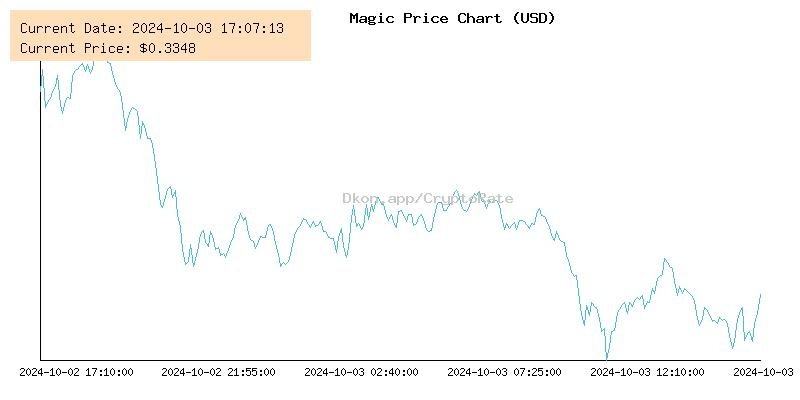 Magic Price Chart (USD)
Current Date: 2024-10-03 17:07:13
Current Price: $0.3348
Dkon.app/CryptoRate
2024-10-02 17:10:00 2024-10-02 21:55:00 2024-10-03 02:40:00 2024-10-03 07:25:00 2024-10-03 12:10:00 2024-10-03